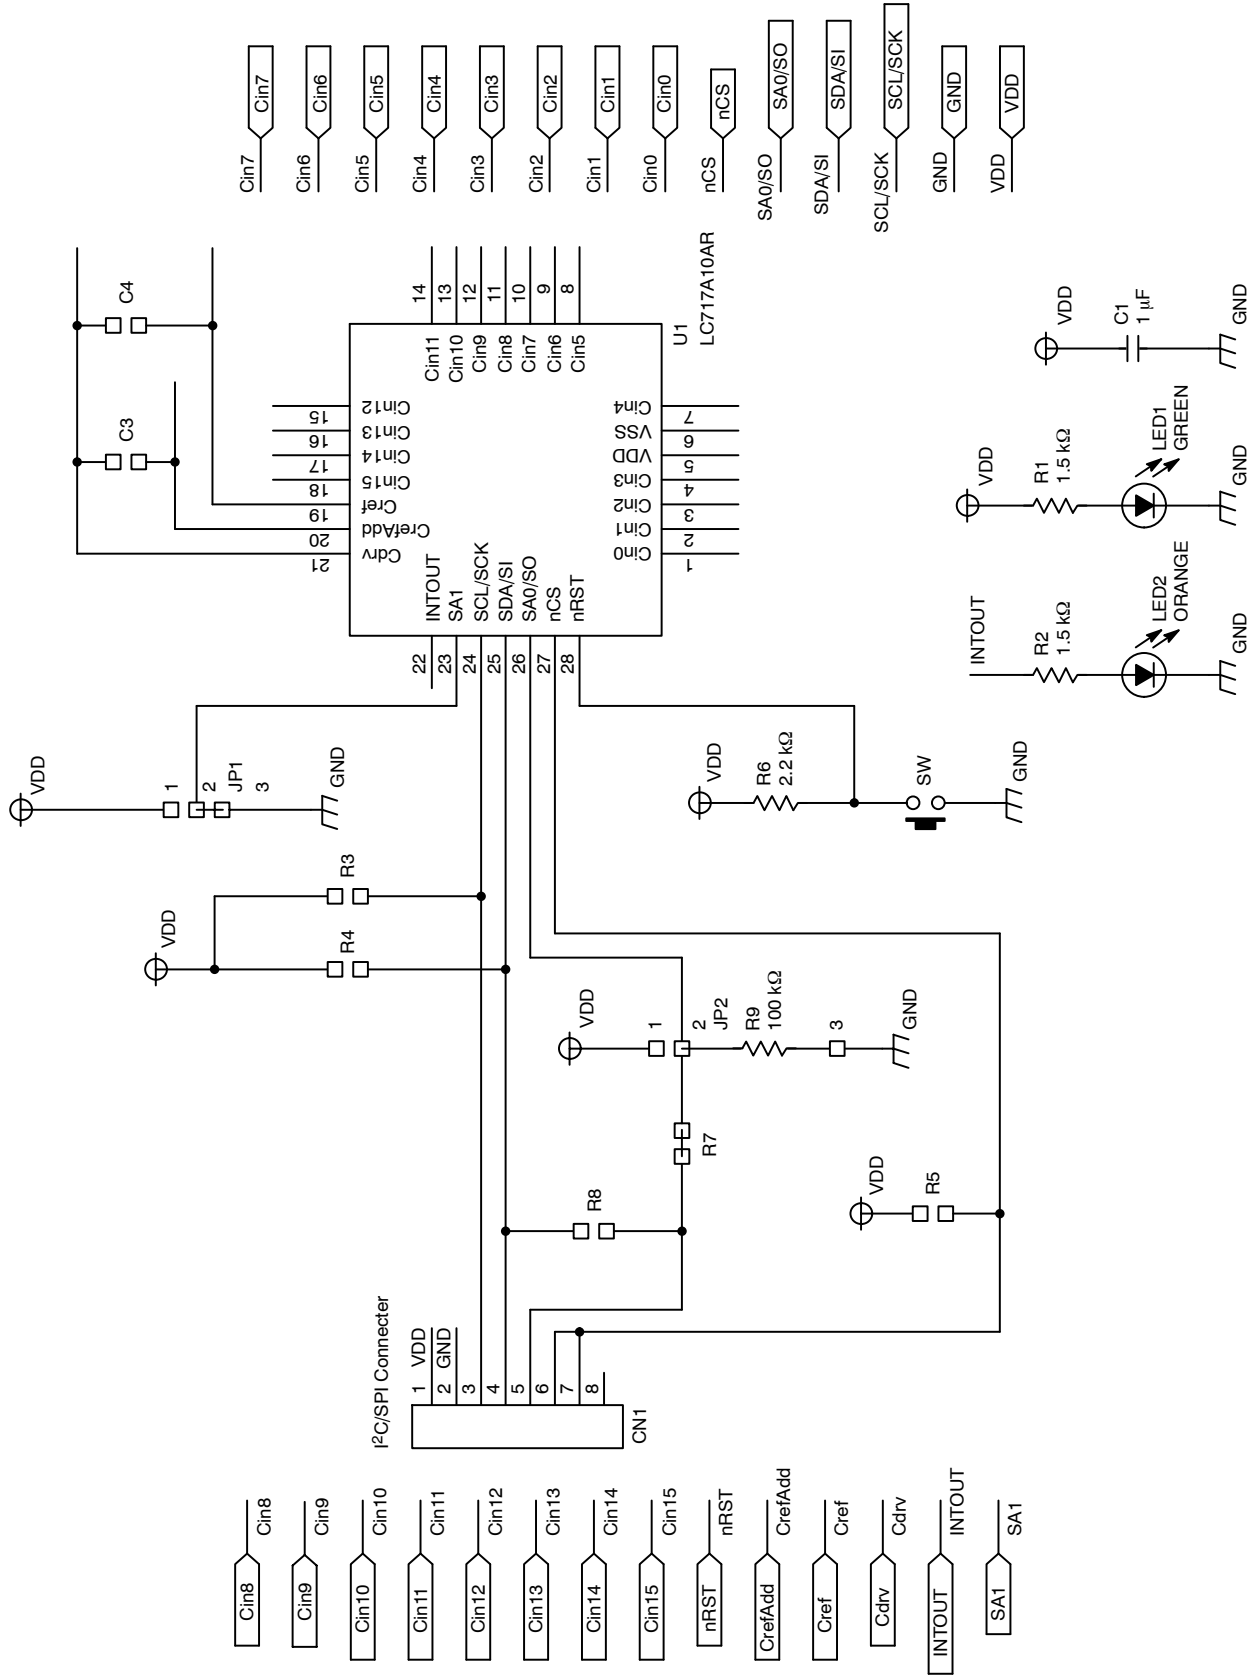 Cin8
Cin8
Cin9
Cin9
Cin10
Cin10
Cin11
Cin11
Cin12
Cin12
Cin13
Cin13
Cin14
Cin14
Cin15
Cin15
nRST
nRST
CrefAdd
CrefAdd
Cref
Cref
Cdrv
Cdrv
INTOUT
INTOUT
SA1
SA1
I²C/SPI Connecter
1
VDD
2
GND
3
4
5
6
7
8
CN1
VDD
R4
R3
VDD
1
2
JP1
3
GND
R8
R7
VDD
1
2
JP2
R9
100 kΩ
3
GND
VDD
R5
VDD
R6
2.2 kΩ
SW
GND
22
23
24
25
26
27
28
INTOUT
SA1
SCL/SCK
SDA/SI
SA0/SO
nCS
nRST
21
20
19
18
17
16
15
Cdrv
CrefAdd
Cref
Cin15
Cin14
Cin13
Cin12
C3
C4
14
13
12
11
10
9
8
Cin11
Cin10
Cin9
Cin8
Cin7
Cin6
Cin5
Cin0
Cin1
Cin2
Cin3
VDD
VSS
Cin4
1
2
3
4
5
6
7
U1
LC717A10AR
INTOUT
R2
1.5 kΩ
LED2
ORANGE
GND
VDD
R1
1.5 kΩ
LED1
GREEN
GND
VDD
C1
1 μF
GND
Cin7
Cin7
Cin6
Cin6
Cin5
Cin5
Cin4
Cin4
Cin3
Cin3
Cin2
Cin2
Cin1
Cin1
Cin0
Cin0
nCS
nCS
SA0/SO
SA0/SO
SDA/SI
SDA/SI
SCL/SCK
SCL/SCK
GND
GND
VDD
VDD